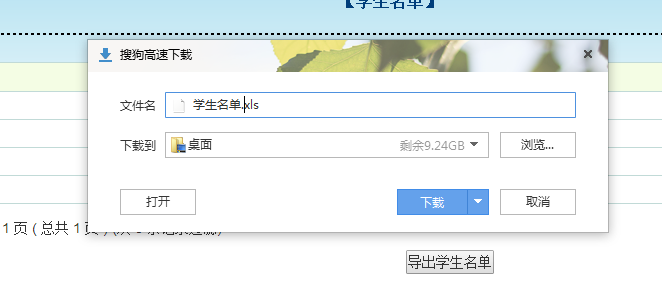 【学生名单】
搜狗高速下载
文件名 学生名单.xls
下载到 桌面 剩余9.24GB 浏览...
打开 下载 取消
1 页 ( 总共 1 页 )
导出学生名单